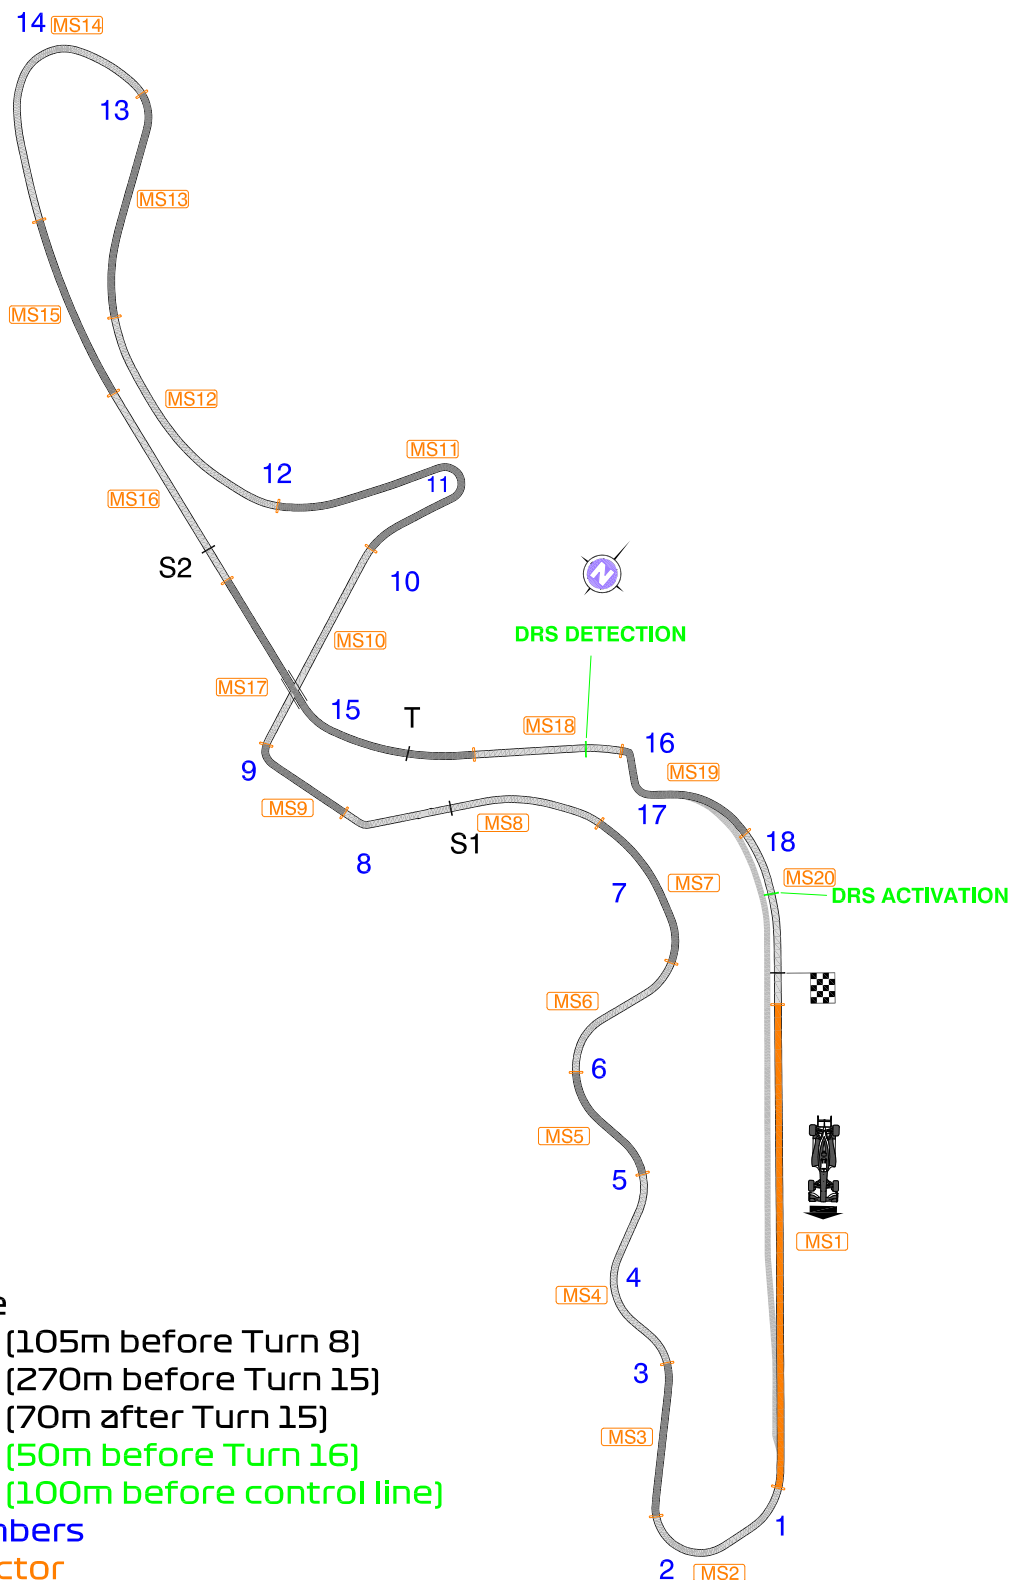 14 MS14
13
MS13
MS15
MS12
MS11
12
11
MS16
S2
10
N
DRS DETECTION
MS10
MS17
15
T
MS18
16
9
MS19
MS9
17
MS8
S1
18
8
MS20
7
MS7
DRS ACTIVATION
MS6
6
MS5
5
MS1
4
MS4
(105m before Turn 8)
3
(270m before Turn 15)
(70m after Turn 15)
MS3
(50m before Turn 16)
(100m before control line)
1
2
MS2